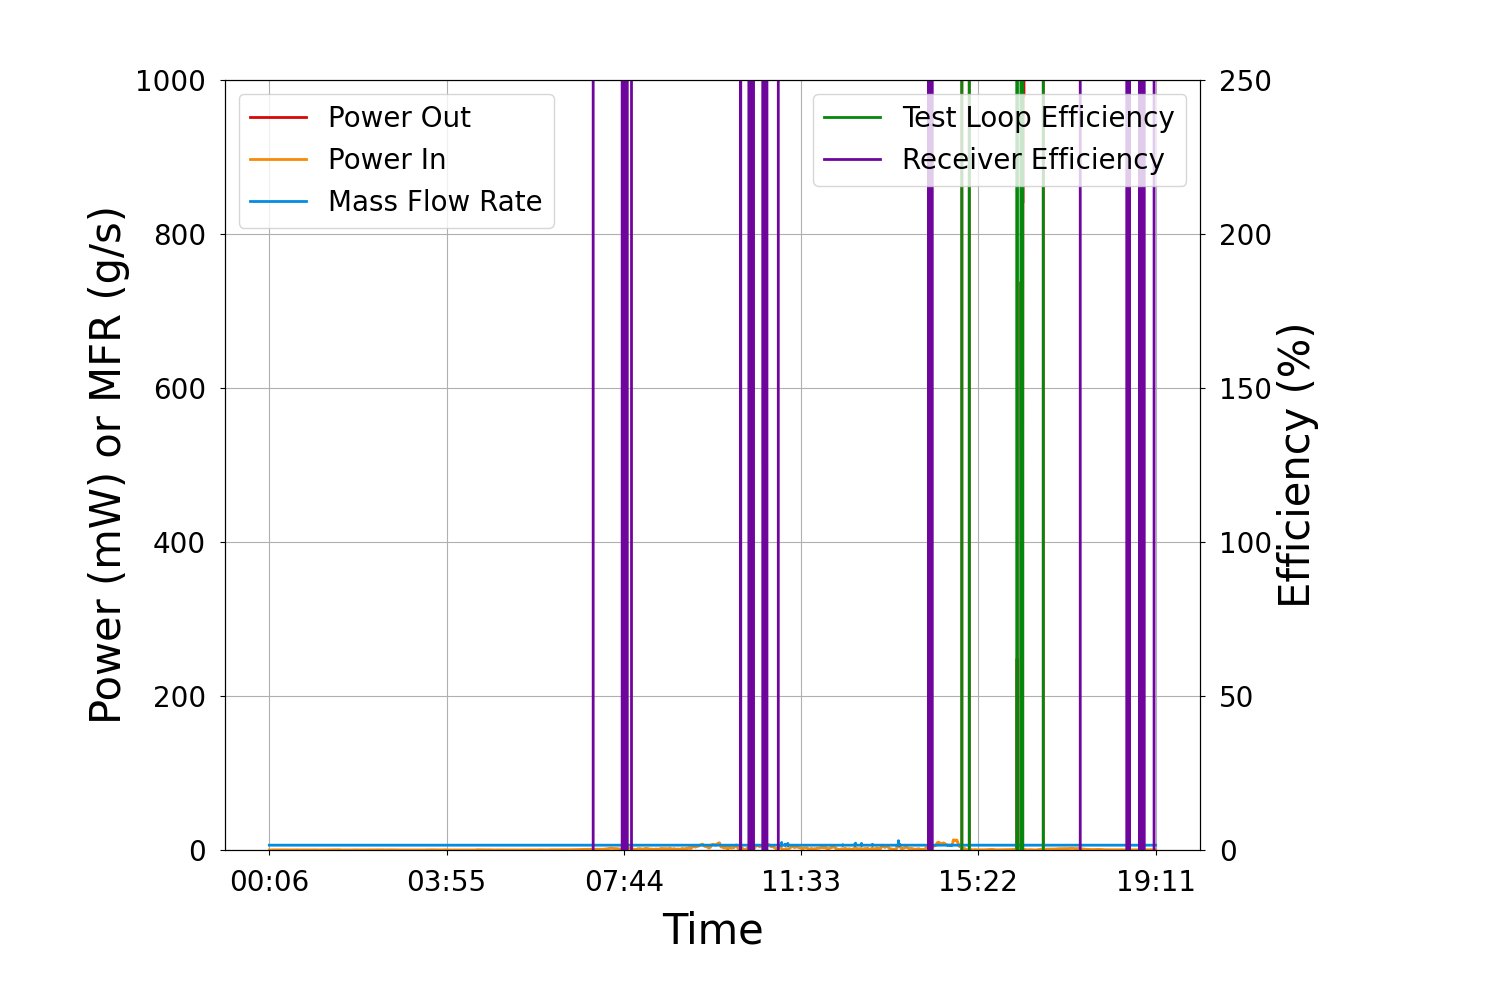 1000
800
600
400
200
0
Power (mW) or MFR (g/s)
Power Out
Power In
Mass Flow Rate
Test Loop Efficiency
Receiver Efficiency
250
200
150
100
50
0
Efficiency (%)
00:06 03:55 07:44 11:33 15:22 19:11
Time